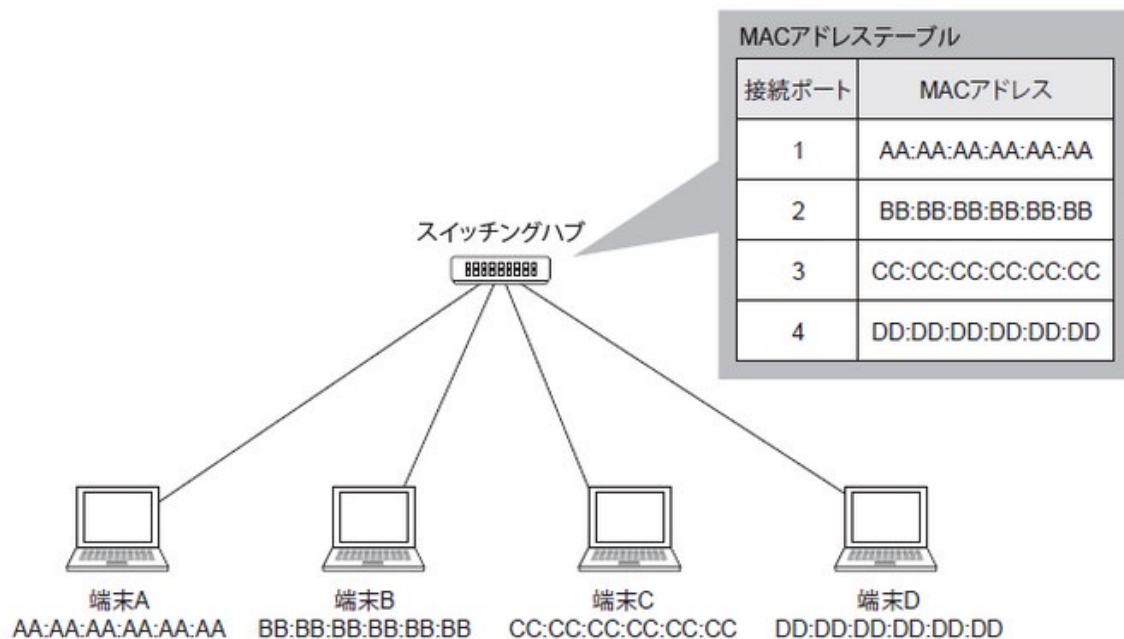 MACアドレステーブル
接続ポート MACアドレス
1 AA:AA:AA:AA:AA:AA
2 BB:BB:BB:BB:BB:BB
3 CC:CC:CC:CC:CC:CC
4 DD:DD:DD:DD:DD:DD
スイッチングハブ
端末A 端末B 端末C 端末D
AA:AA:AA:AA:AA:AA BB:BB:BB:BB:BB:BB CC:CC:CC:CC:CC:CC DD:DD:DD:DD:DD:DD